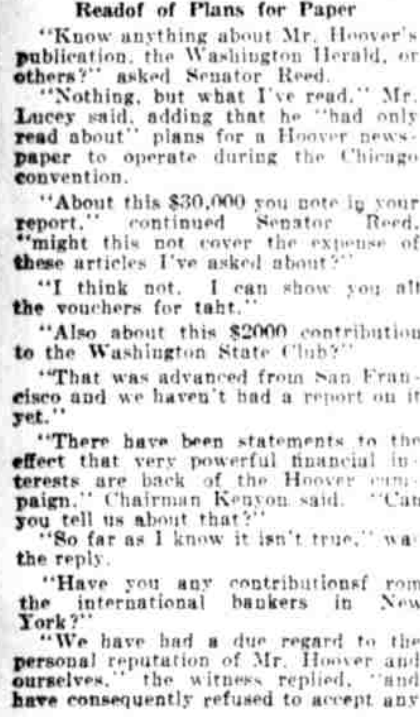 Readof of Plans for Paper
"Know anything about Mr. Hoover's
publication, the Washington Herald, or
others?" asked Senator Reed.
"Nothing, but what I've read," Mr.
Lucey said, adding that he "had only
read about" plans for a Hoover news-
paper to operate during the Chicago
convention.
"About this $30,000 you note in your
report," continued Senator Reed,
"might this not cover the expense of
these articles I've asked about?"
"I think not. I can show you all
the vouchers for taht."
"Also about this $2000 contribution
to the Washington State Club?"
"That was advanced from San Fran-
cisco and we haven't had a report on it
yet."
"There have been statements to the
effect that very powerful financial in-
terests are back of the Hoover cam-
paign," Chairman Kenyon said. "Can
you tell us about that?"
"So far as I know it isn't true," wa
the reply.
"Have you any contributionsf rom
the international bankers in New
York?"
"We have had a due regard to the
personal reputation of Mr. Hoover and
ourselves," the witness replied, "and
have consequently refused to accept any